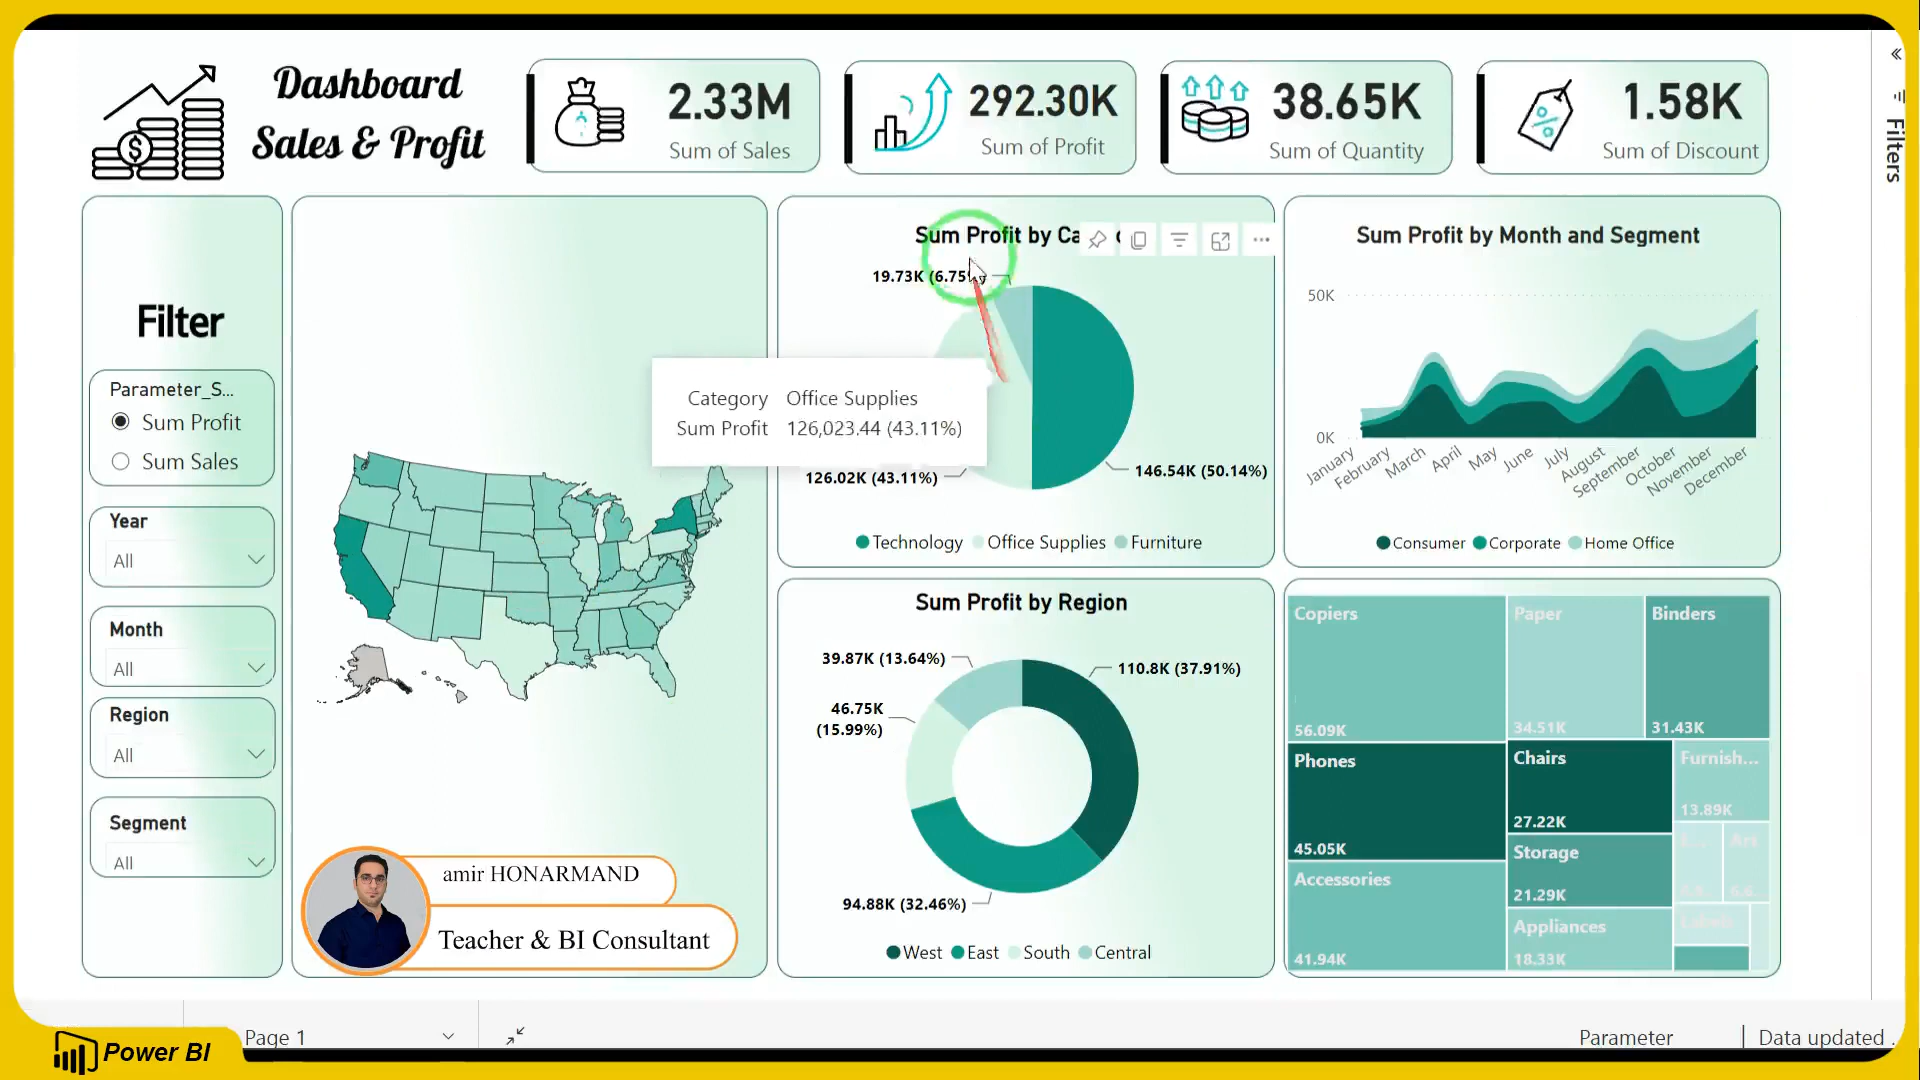 Dashboard
Sales & Profit
2.33M
Sum of Sales
292.30K
Sum of Profit
38.65K
Sum of Quantity
1.58K
Sum of Discount
Filters
Filter
Parameter_S...
Sum Profit
Sum Sales
Year
All
Month
All
Region
All
Segment
All
amir HONARMAND
Teacher & BI Consultant
Sum Profit by Ca
19.73K (6.75%
Category Office Supplies
Sum Profit 126,023.44 (43.11%)
126.02K (43.11%)
146.54K (50.14%)
Technology Office Supplies Furniture
Sum Profit by Month and Segment
50K
0K
January
February
March
April
May
June
July
August
September
October
November
December
Consumer Corporate Home Office
Sum Profit by Region
39.87K (13.64%)
110.8K (37.91%)
46.75K
(15.99%)
94.88K (32.46%)
West East South Central
Copiers
56.09K
Paper
34.51K
Binders
31.43K
Phones
45.05K
Chairs
27.22K
Furnish...
13.89K
Accessories
41.94K
Storage
21.29K
Art
Appliances
18.33K
Labels
Page 1
Parameter
Data updated
Power BI